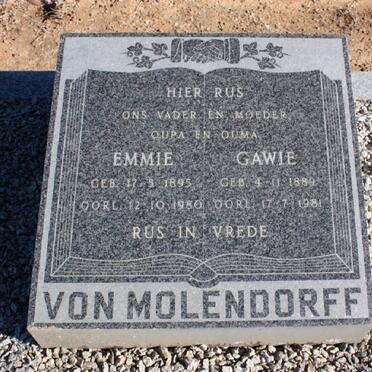 HIER RUS
ONS VADER EN MOEDER
OUPA EN OUMA
EMMIE GAWIE
GEB. 17·3·1895 GEB. 4·11·1889
OORL. 12·10·1980 OORL. 17·7·1981
RUS IN VREDE
VON MOLENDORFF